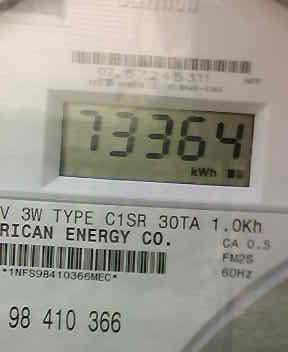 73364
kWh
V 3W TYPE C1SR 30TA 1.0Kh
RICAN ENERGY CO.
CA 0.5
FM2S
60Hz
*1NFS98410366MEC*
98 410 366